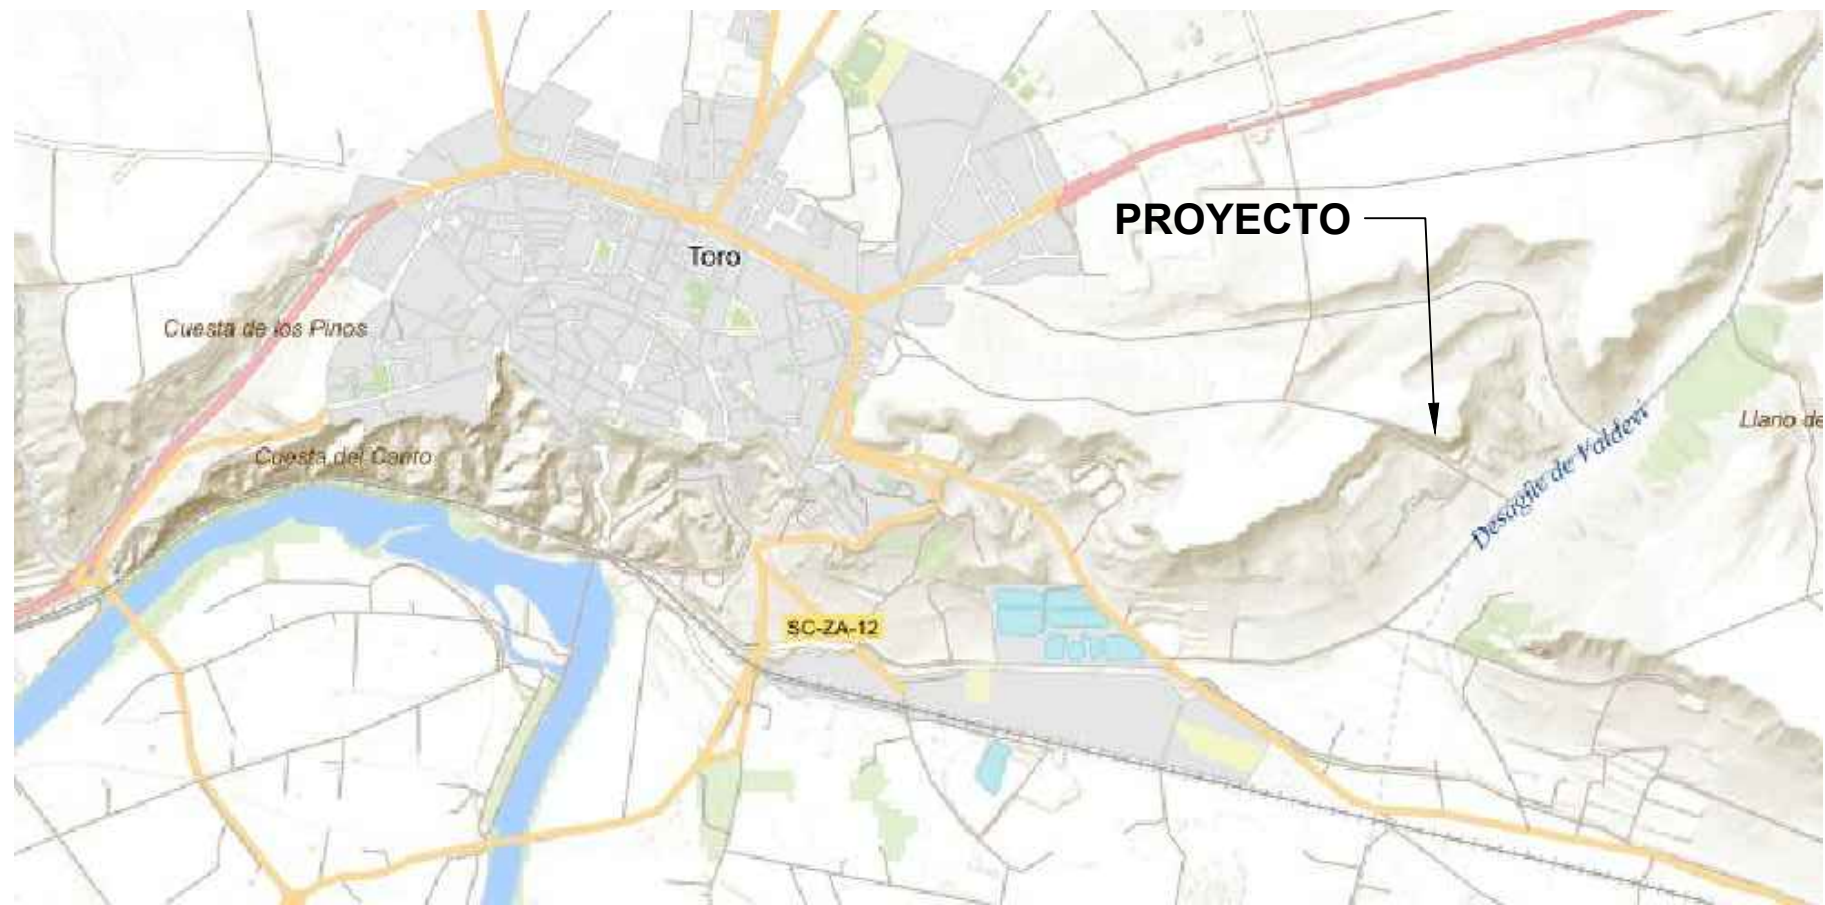 PROYECTO
Toro
Cuesta de los Pinos
Llano de
Cuesta del Canto
Desagüe de Valdeví
SC-ZA-12